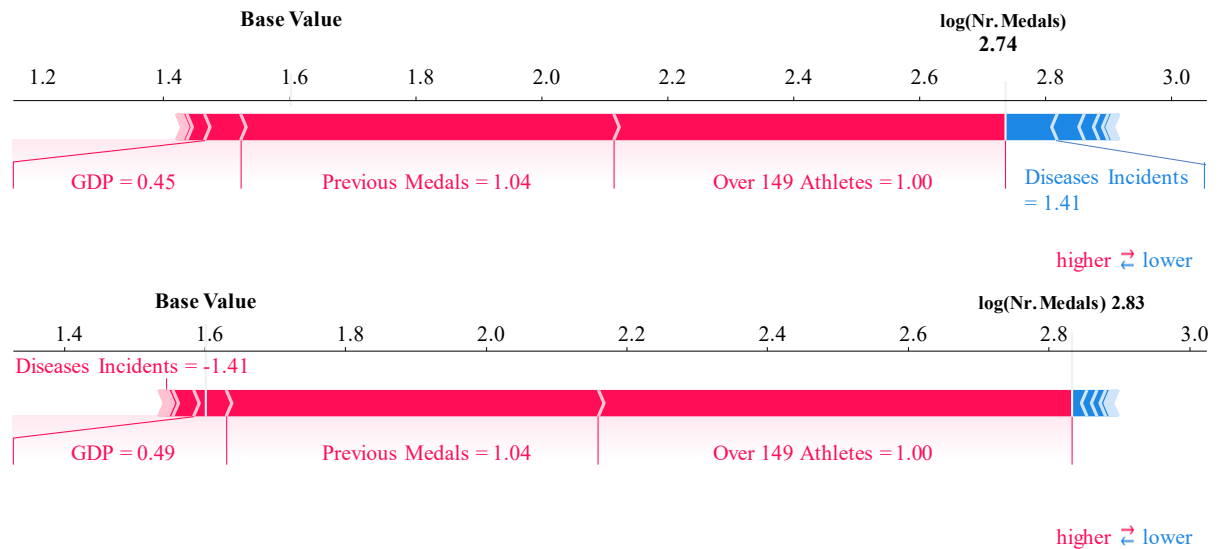 Base Value
log(Nr. Medals)
2.74
1.2 1.4 1.6 1.8 2.0 2.2 2.4 2.6 2.8 3.0
GDP = 0.45 Previous Medals = 1.04 Over 149 Athletes = 1.00 Diseases Incidents
= 1.41
higher ⇄ lower
Base Value log(Nr. Medals) 2.83
1.4 1.6 1.8 2.0 2.2 2.4 2.6 2.8 3.0
Diseases Incidents = -1.41
GDP = 0.49 Previous Medals = 1.04 Over 149 Athletes = 1.00
higher ⇄ lower